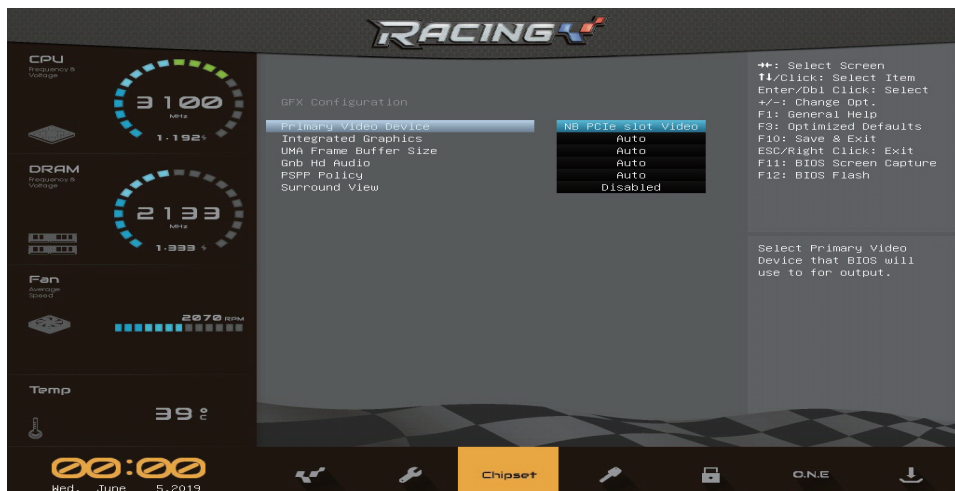 RACING
CPU
Frequency &
Voltage
3100
MHz
1.192v
DRAM
Frequency &
Voltage
2133
MHz
1.333 v
Fan
Average
Speed
2070 RPM
Temp
39 °C
00:00
Wed. June 5,2019
GFX Configuration
Primary Video Device NB PCIe slot Video
Integrated Graphics Auto
UMA Frame Buffer Size Auto
Gnb Hd Audio Auto
PSPP Policy Auto
Surround View Disabled
→←: Select Screen
↑↓/Click: Select Item
Enter/Dbl Click: Select
+/-: Change Opt.
F1: General Help
F3: Optimized Defaults
F10: Save & Exit
ESC/Right Click: Exit
F11: BIOS Screen Capture
F12: BIOS Flash
Select Primary Video
Device that BIOS will
use to for output.
Chipset
O.N.E